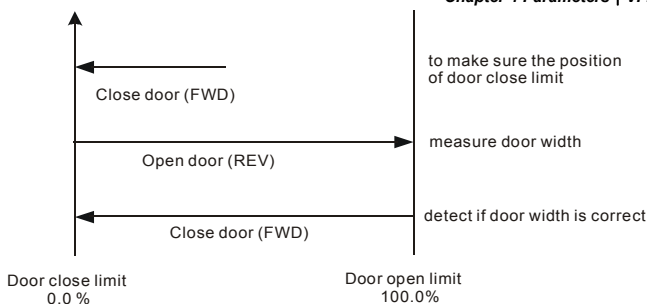 Chapter 4 Parameters |
to make sure the position
of door close limit
Close door (FWD)
measure door width
Open door (REV)
detect if door width is correct
Close door (FWD)
Door close limit
0.0 %
Door open limit
100.0%